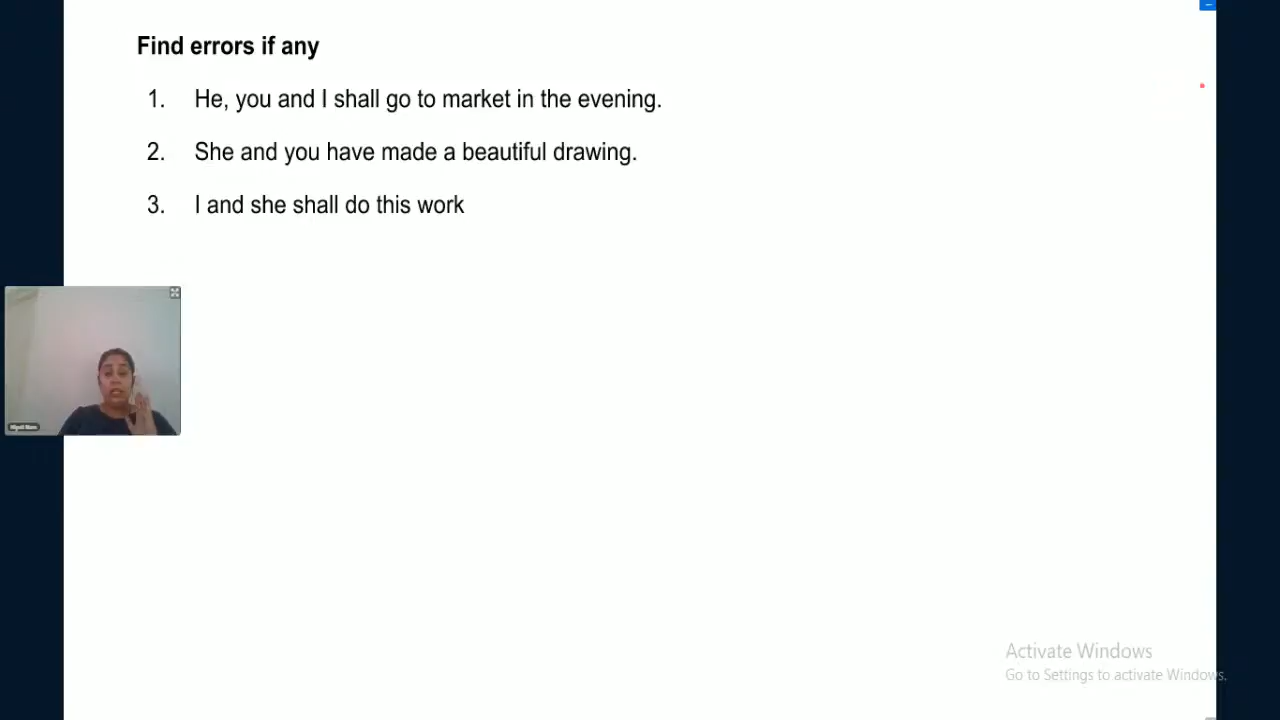 Find errors if any
1. He, you and I shall go to market in the evening.
2. She and you have made a beautiful drawing.
3. I and she shall do this work
Activate Windows
Go to Settings to activate Windows.